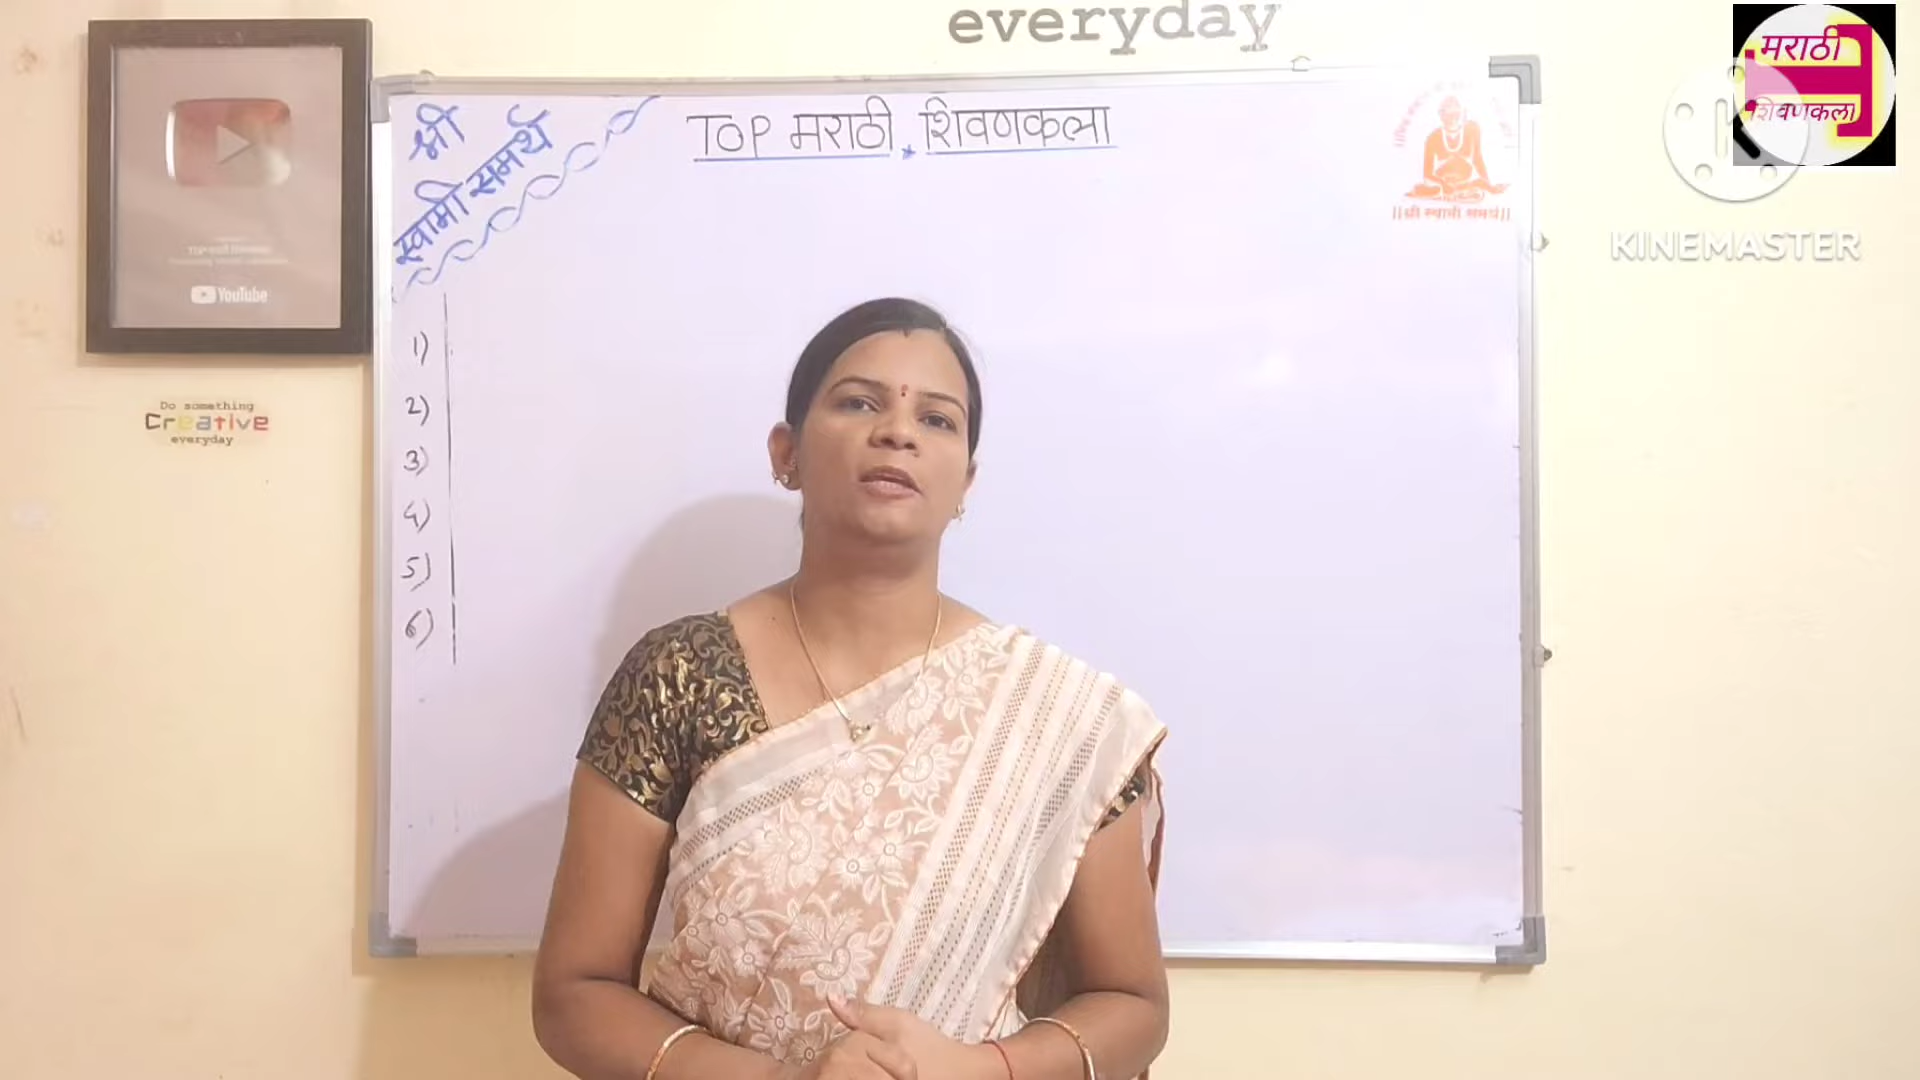 everyday
मराठी
शिवणकला
KINEMASTER
YouTube
श्री
स्वामी समर्थ
TOP मराठी शिवणकला
||श्री स्वामी समर्थ||
1)
2)
3)
4)
5)
6)
Do something
Creative
everyday